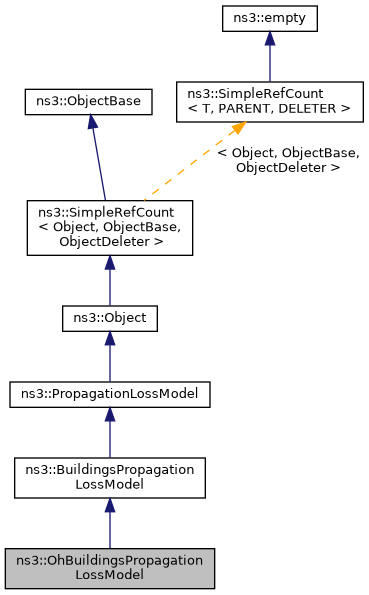 ns3::empty
ns3::SimpleRefCount
< T, PARENT, DELETER >
ns3::ObjectBase
< Object, ObjectBase,
ObjectDeleter >
ns3::SimpleRefCount
< Object, ObjectBase,
ObjectDeleter >
ns3::Object
ns3::PropagationLossModel
ns3::BuildingsPropagation
LossModel
ns3::OhBuildingsPropagation
LossModel